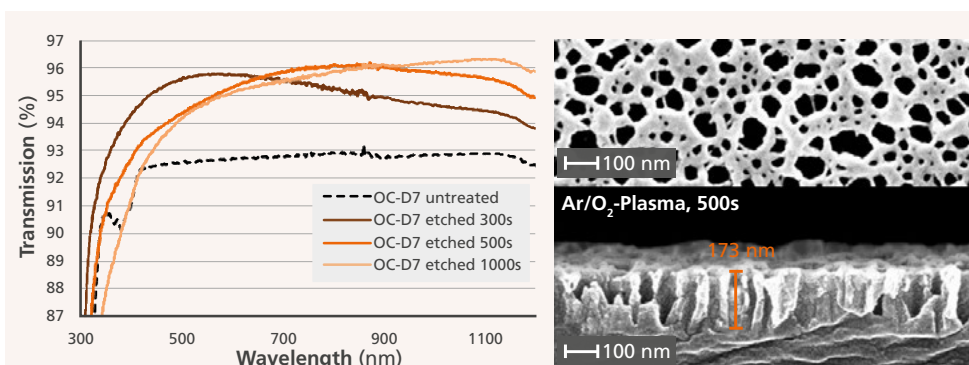 97
96
95
94
93
92
91
90
89
88
87
Transmission (%)
300
500
700
900
1100
Wavelength (nm)
OC-D7 untreated
OC-D7 etched 300s
OC-D7 etched 500s
OC-D7 etched 1000s
100 nm
Ar/O₂-Plasma, 500s
173 nm
100 nm